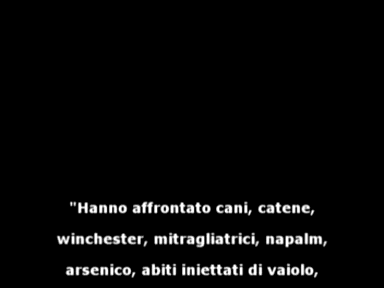 "Hanno affrontato cani, catene,
winchester, mitragliatrici, napalm,
arsenico, abiti iniettati di vaiolo,